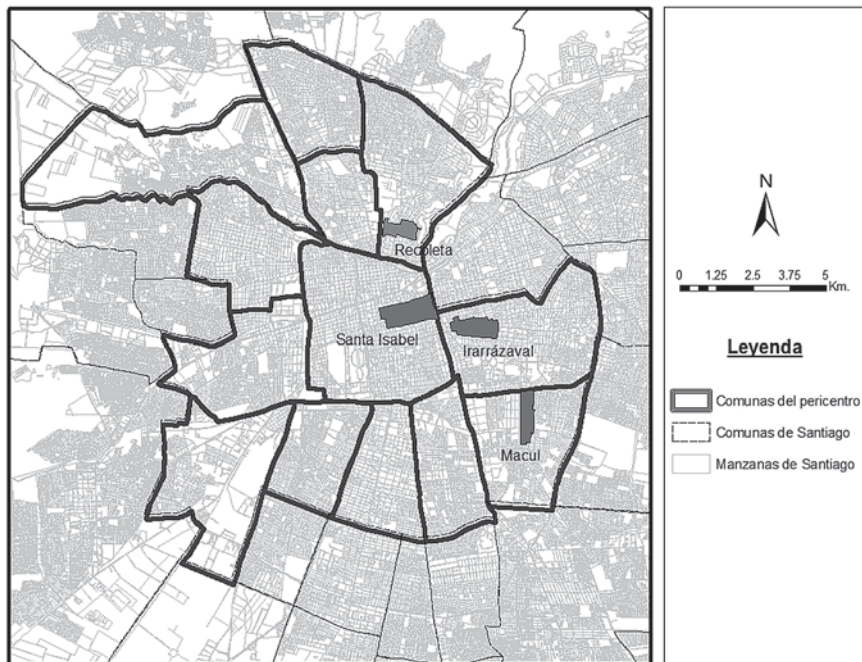 Recoleta
Santa Isabel
Irarrázaval
Macul
N
0 1.25 2.5 3.75 5
Km.
Leyenda
Comunas del pericentro
Comunas de Santiago
Manzanas de Santiago